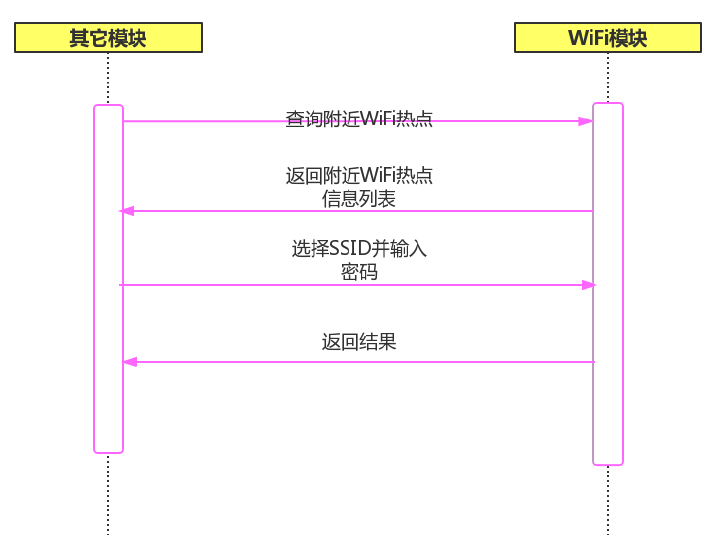 其它模块
WiFi模块
查询附近WiFi热点
返回附近WiFi热点
信息列表
选择SSID并输入
密码
返回结果